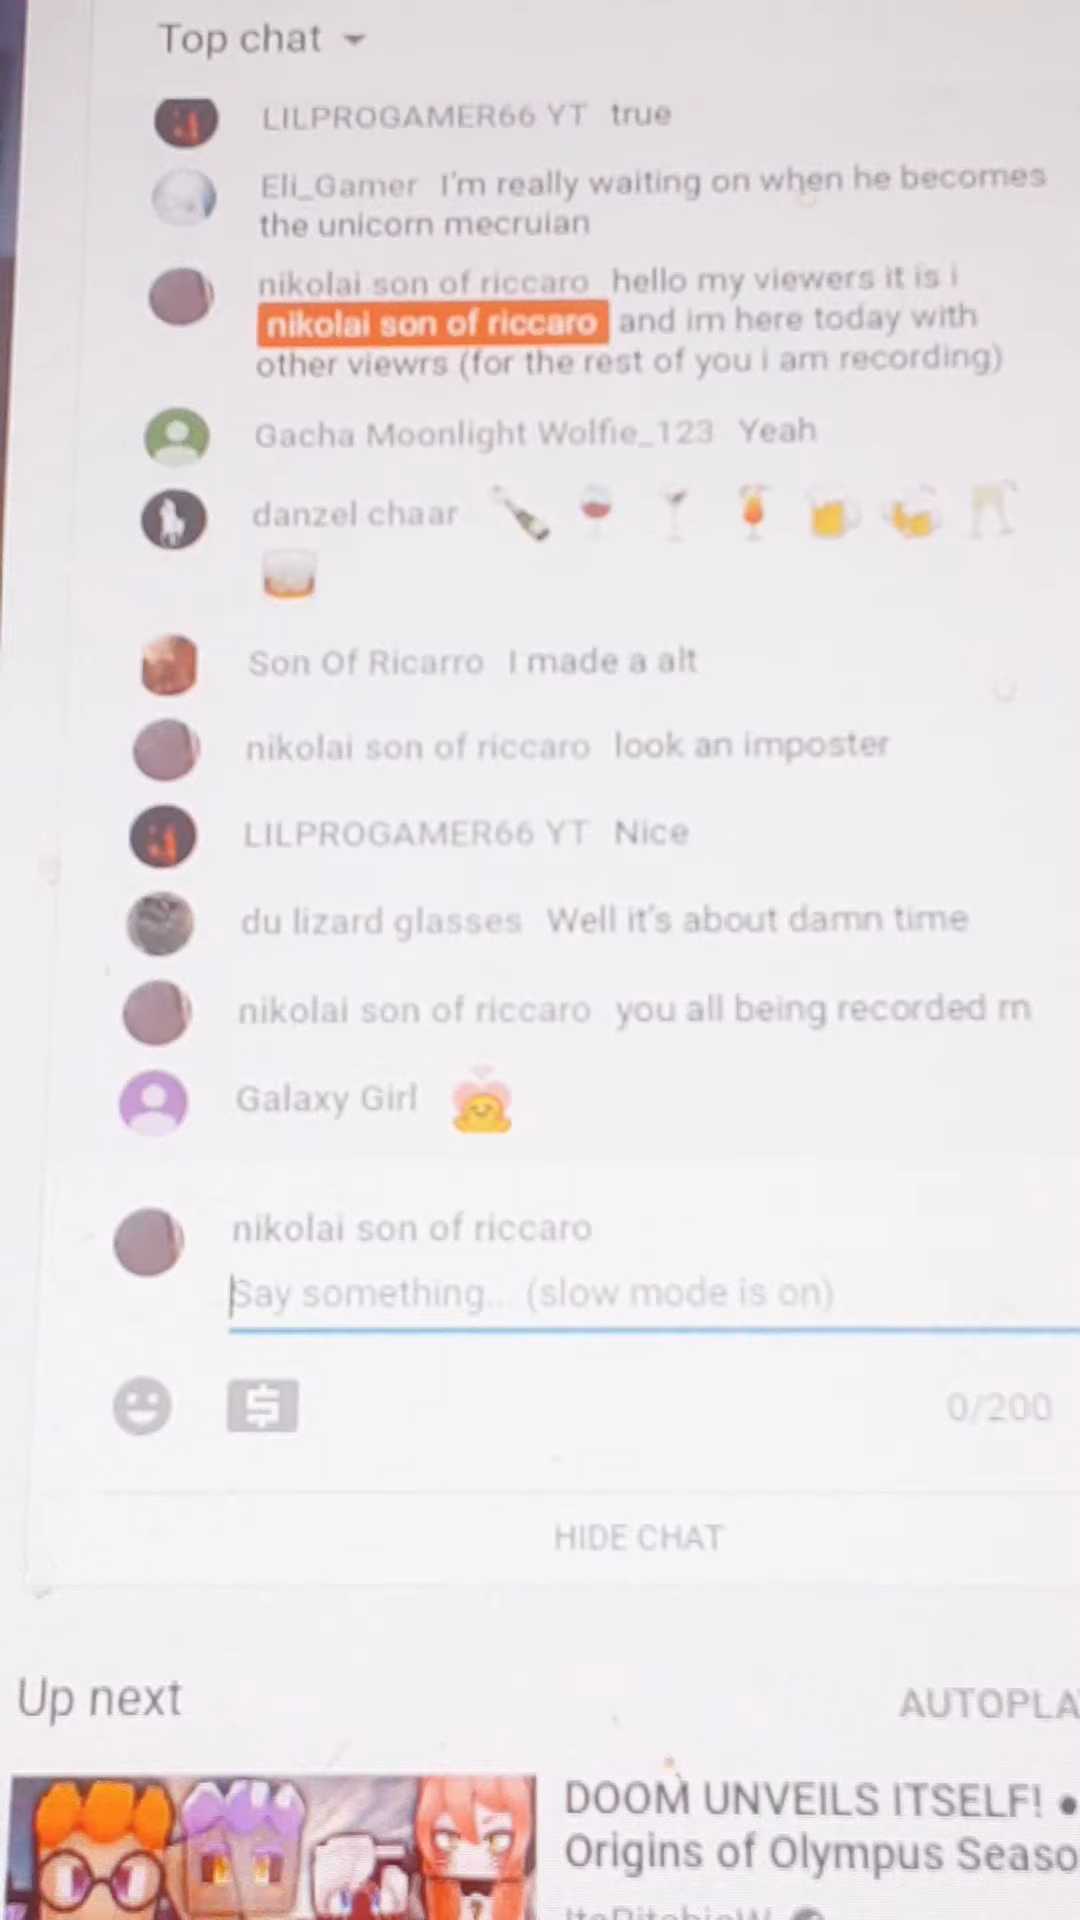 Top chat
LILPROGAMER66 YT true
Eli_Gamer I'm really waiting on when he becomes
the unicorn mecruian
nikolai son of riccaro hello my viewers it is i
nikolai son of riccaro and im here today with
other viewrs (for the rest of you i am recording)
Gacha Moonlight Wolfie_123 Yeah
danzel chaar
Son Of Ricarro I made a alt
nikolai son of riccaro look an imposter
LILPROGAMER66 YT Nice
du lizard glasses Well it's about damn time
nikolai son of riccaro you all being recorded rn
Galaxy Girl
nikolai son of riccaro
Say something... (slow mode is on)
0/200
HIDE CHAT
Up next AUTOPLA
DOOM UNVEILS ITSELF! •
Origins of Olympus Seaso